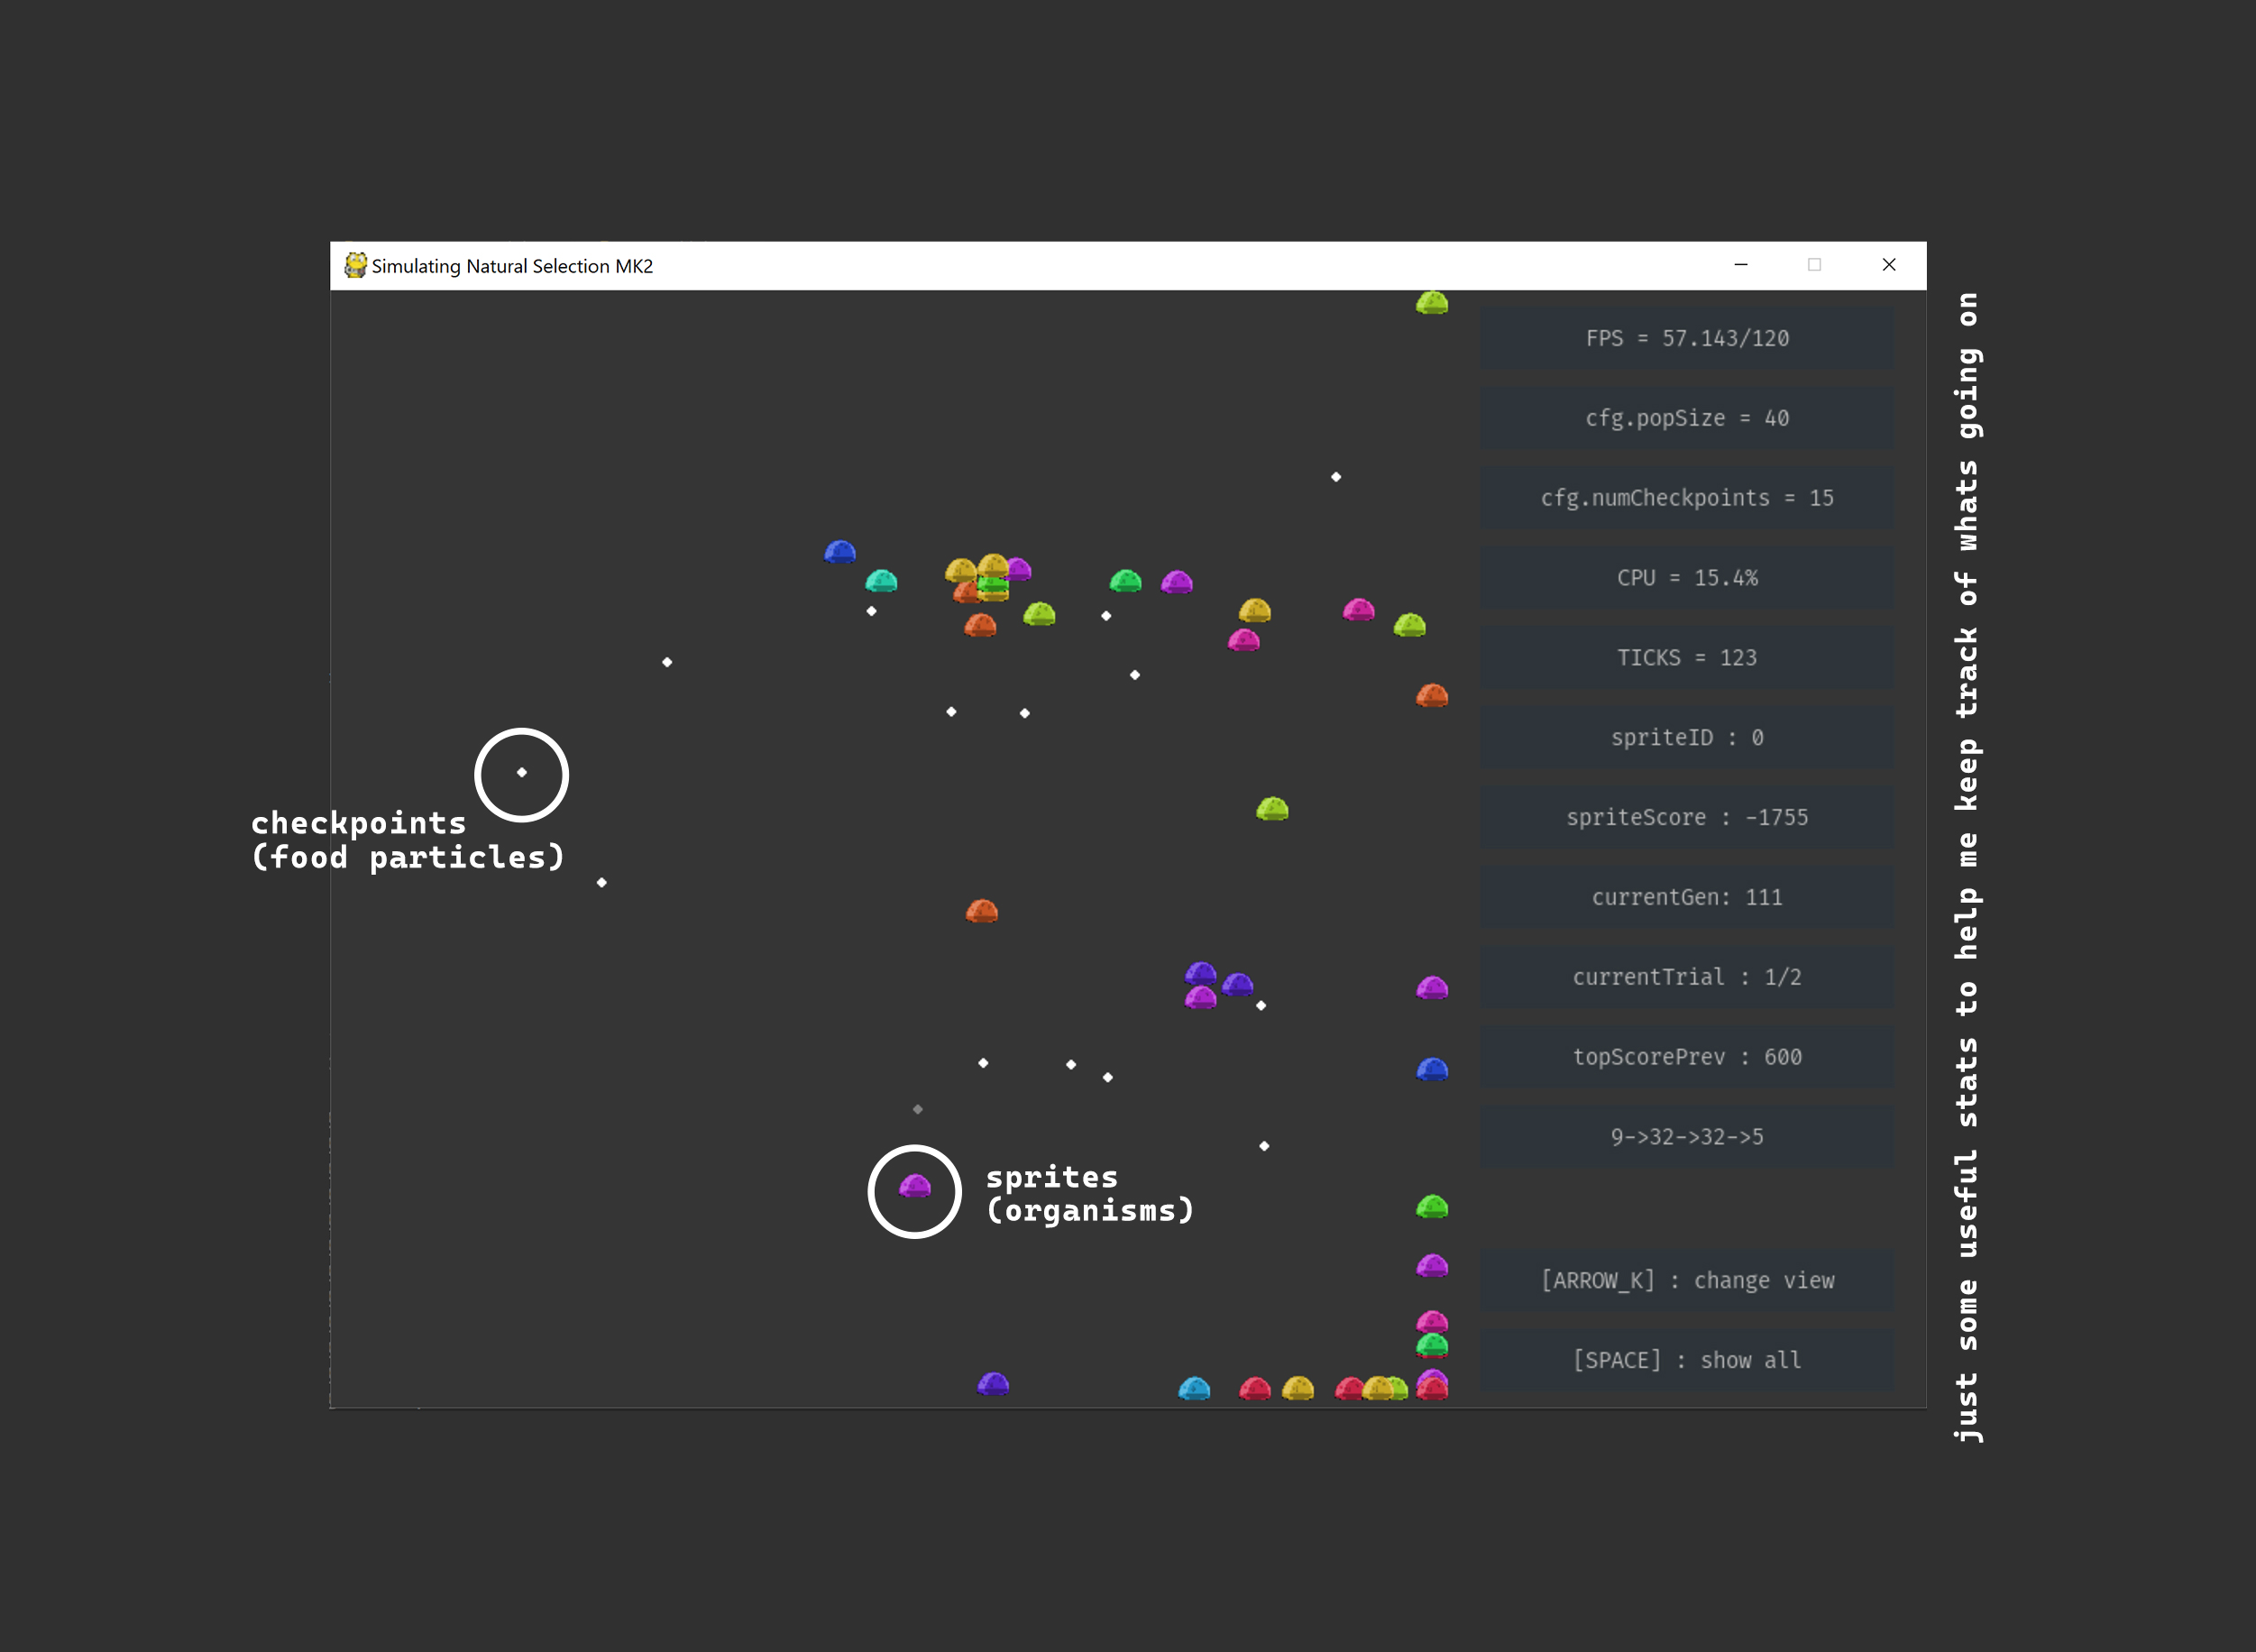 Simulating Natural Selection MK2
FPS = 57.143/120
cfg.popSize = 40
cfg.numCheckpoints = 15
CPU = 15.4%
TICKS = 123
spriteID : 0
spriteScore : -1755
currentGen: 111
currentTrial : 1/2
topScorePrev : 600
9->32->32->5
[ARROW_K] : change view
[SPACE] : show all
checkpoints
(food particles)
sprites
(organisms)
just some useful stats to help me keep track of whats going on